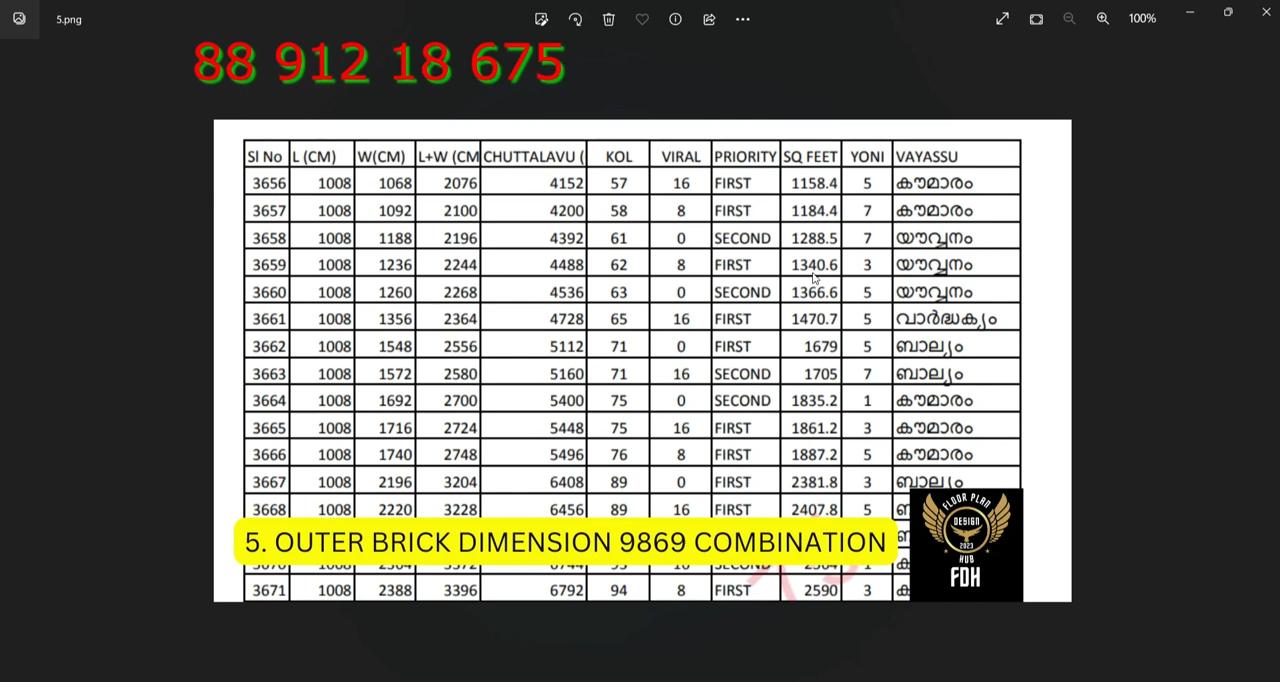 5.png
100%
88 912 18 675
Sl No L (CM) W(CM) L+W (CM CHUTTALAVU ( KOL VIRAL PRIORITY SQ FEET YONI VAYASSU
3656 1008 1068 2076 4152 57 16 FIRST 1158.4 5 കൗമാരം
3657 1008 1092 2100 4200 58 8 FIRST 1184.4 7 കൗമാരം
3658 1008 1188 2196 4392 61 0 SECOND 1288.5 7 യൗവ്വനം
3659 1008 1236 2244 4488 62 8 FIRST 1340.6 3 യൗവ്വനം
3660 1008 1260 2268 4536 63 0 SECOND 1366.6 5 യൗവ്വനം
3661 1008 1356 2364 4728 65 16 FIRST 1470.7 5 വാർദ്ധക്യം
3662 1008 1548 2556 5112 71 0 FIRST 1679 5 ബാല്യം
3663 1008 1572 2580 5160 71 16 SECOND 1705 7 ബാല്യം
3664 1008 1692 2700 5400 75 0 SECOND 1835.2 1 കൗമാരം
3665 1008 1716 2724 5448 75 16 FIRST 1861.2 3 കൗമാരം
3666 1008 1740 2748 5496 76 8 FIRST 1887.2 5 കൗമാരം
3667 1008 2196 3204 6408 89 0 FIRST 2381.8 3 ബാല്യം
3668 1008 2220 3228 6456 89 16 FIRST 2407.8 5
5. OUTER BRICK DIMENSION 9869 COMBINATION
3671 1008 2388 3396 6792 94 8 FIRST 2590 3
FLOOR PLAN
DESIGN
2023
HUB
FDH